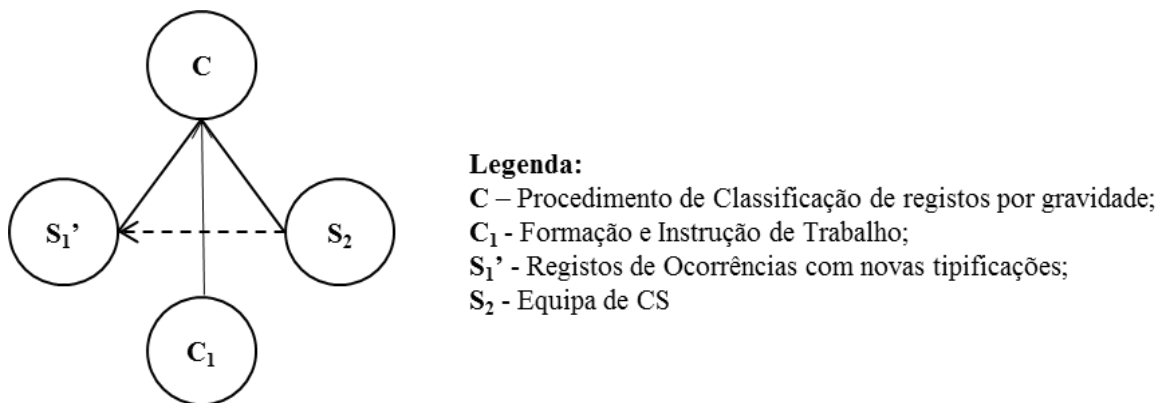 C
S₁’
S₂
C₁
Legenda:
C – Procedimento de Classificação de registos por gravidade;
C₁ - Formação e Instrução de Trabalho;
S₁’ - Registos de Ocorrências com novas tipificações;
S₂ - Equipa de CS